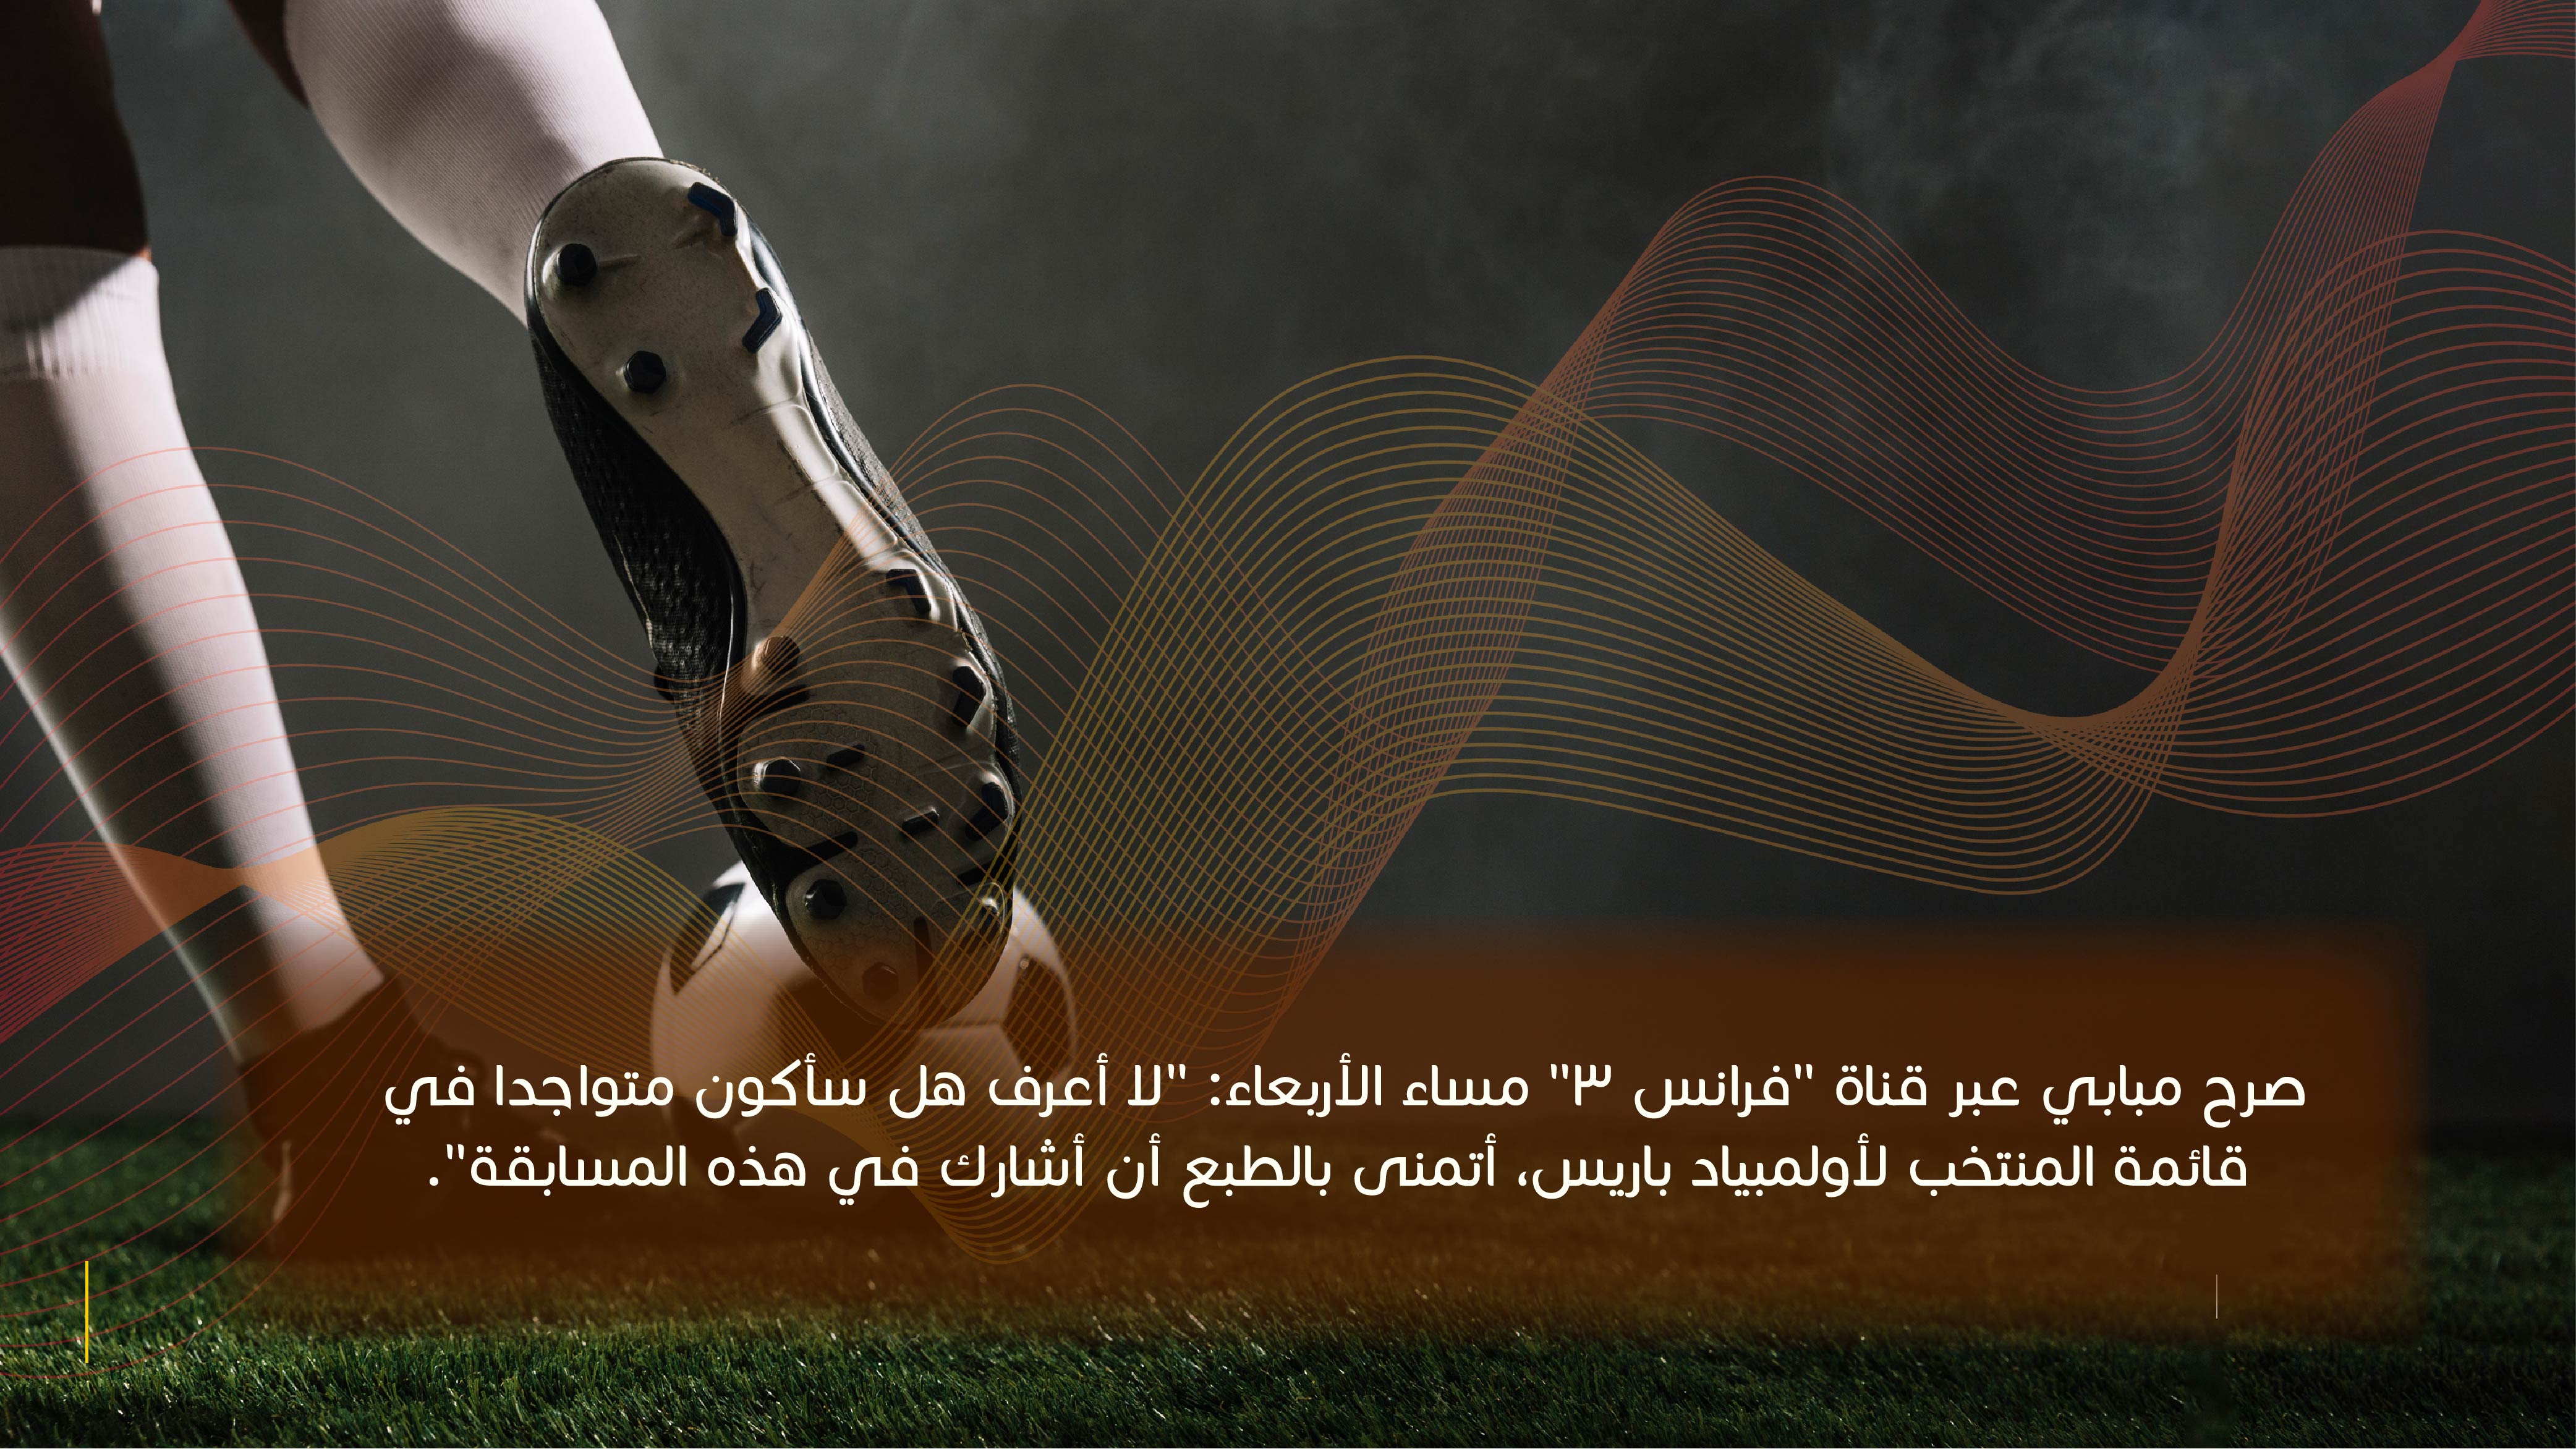 صرح مبابي عبر قناة "فرانس ٣" مساء الأربعاء: "لا أعرف هل سأكون متواجدا في
قائمة المنتخب لأولمبياد باريس، أتمنى بالطبع أن أشارك في هذه المسابقة".